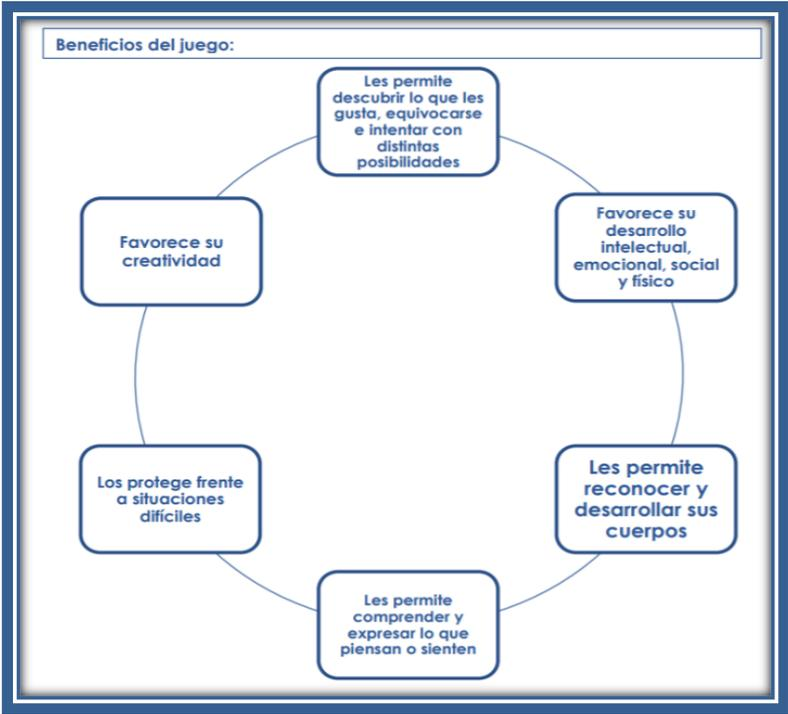 Beneficios del juego:
Les permite
descubrir lo que les
gusta, equivocarse
e intentar con
distintas
posibilidades
Favorece su
desarrollo
intelectual,
emocional, social
y físico
Les permite
reconocer y
desarrollar sus
cuerpos
Les permite
comprender y
expresar lo que
piensan o sienten
Los protege frente
a situaciones
difíciles
Favorece su
creatividad